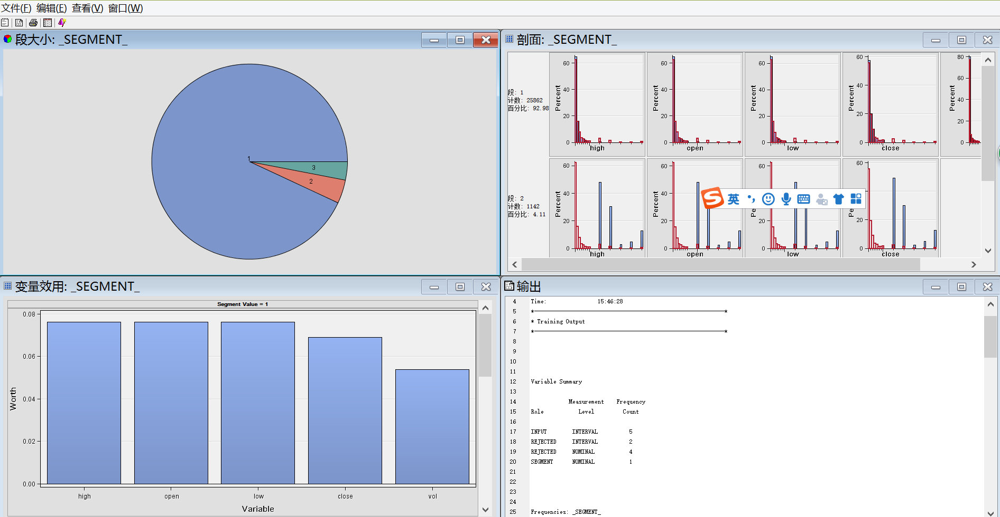 文件(F) 编辑(E) 查看(V) 窗口(W)
段大小: _SEGMENT_
1
3
2
剖面: _SEGMENT_
段: 1
计数: 25862
百分比: 92.98
Percent
60
40
20
0
high
Percent
60
40
20
0
open
Percent
60
40
20
0
low
Percent
60
40
20
0
close
Percent
80
60
40
20
0
段: 2
计数: 1142
百分比: 4.11
Percent
60
40
20
0
high
Percent
60
40
20
0
open
60
40
20
0
low
60
20
0
close
英
变量效用: _SEGMENT_
Segment Value = 1
Worth
0.08
0.06
0.04
0.02
0.00
high open low close vol
Variable
输出
4 Time: 15:46:28
5 * *
6 * Training Output
7 * *
8
9
10
11
12 Variable Summary
13
14 Measurement Frequency
15 Role Level Count
16
17 INPUT INTERVAL 5
18 REJECTED INTERVAL 2
19 REJECTED NOMINAL 4
20 SEGMENT NOMINAL 1
21
22
23
24
25 Frequencies: _SEGMENT_